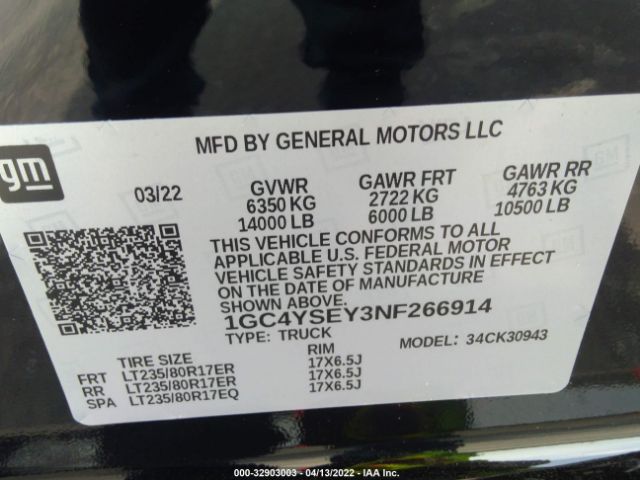 MFD BY GENERAL MOTORS LLC
gm
03/22 GVWR GAWR FRT GAWR RR
6350 KG 2722 KG 4763 KG
14000 LB 6000 LB 10500 LB
THIS VEHICLE CONFORMS TO ALL
APPLICABLE U.S. FEDERAL MOTOR
VEHICLE SAFETY STANDARDS IN EFFECT
ON THE DATE OF MANUFACTURE
SHOWN ABOVE.
1GC4YSEY3NF266914
TYPE: TRUCK MODEL: 34CK30943
TIRE SIZE RIM
FRT LT235/80R17ER 17X6.5J
RR LT235/80R17ER 17X6.5J
SPA LT235/80R17EQ 17X6.5J
000-32903003 - 04/13/2022 - IAA Inc.